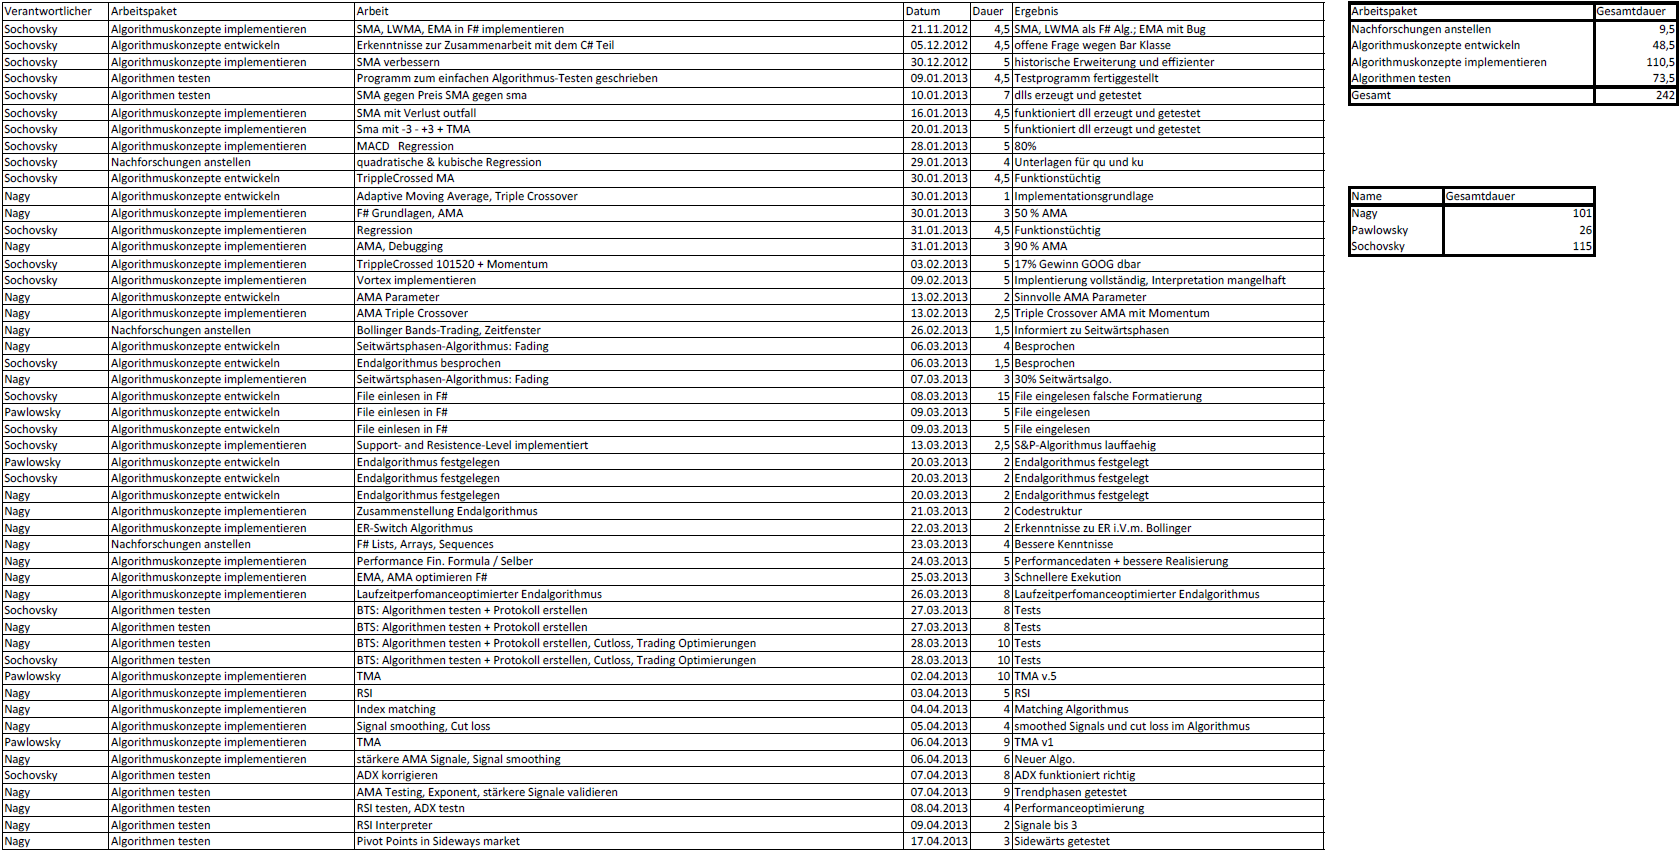 Verantwortlicher Arbeitspaket Arbeit Datum Dauer Ergebnis
Sochovsky Algorithmuskonzepte implementieren SMA, LWMA, EMA in F# implementieren 21.11.2012 4,5 SMA, LWMA als F# Alg.; EMA mit Bug
Sochovsky Algorithmuskonzepte entwickeln Erkenntnisse zur Zusammenarbeit mit dem C# Teil 05.12.2012 4,5 offene Frage wegen Bar Klasse
Sochovsky Algorithmuskonzepte implementieren SMA verbessern 30.12.2012 5 historische Erweiterung und effizienter
Sochovsky Algorithmen testen Programm zum einfachen Algorithmus-Testen geschrieben 09.01.2013 4,5 Testprogramm fertiggestellt
Sochovsky Algorithmen testen SMA gegen Preis SMA gegen sma 10.01.2013 7 dlls erzeugt und getestet
Sochovsky Algorithmuskonzepte implementieren SMA mit Verlust outfall 16.01.2013 4,5 funktioniert dll erzeugt und getestet
Sochovsky Algorithmuskonzepte implementieren Sma mit -3 - +3 + TMA 20.01.2013 5 funktioniert dll erzeugt und getestet
Sochovsky Algorithmuskonzepte implementieren MACD Regression 28.01.2013 5 80%
Sochovsky Nachforschungen anstellen quadratische & kubische Regression 29.01.2013 4 Unterlagen für qu und ku
Sochovsky Algorithmuskonzepte entwickeln TrippleCrossed MA 30.01.2013 4,5 Funktionstüchtig
Nagy Algorithmuskonzepte entwickeln Adaptive Moving Average, Triple Crossover 30.01.2013 1 Implementationsgrundlage
Nagy Algorithmuskonzepte implementieren F# Grundlagen, AMA 30.01.2013 3 50 % AMA
Sochovsky Algorithmuskonzepte implementieren Regression 31.01.2013 4,5 Funktionstüchtig
Nagy Algorithmuskonzepte implementieren AMA, Debugging 31.01.2013 3 90 % AMA
Sochovsky Algorithmuskonzepte implementieren TrippleCrossed 101520 + Momentum 03.02.2013 5 17% Gewinn GOOG dbar
Sochovsky Algorithmuskonzepte implementieren Vortex implementieren 09.02.2013 5 Implentierung vollständig, Interpretation mangelhaft
Nagy Algorithmuskonzepte entwickeln AMA Parameter 13.02.2013 2 Sinnvolle AMA Parameter
Nagy Algorithmuskonzepte implementieren AMA Triple Crossover 13.02.2013 2,5 Triple Crossover AMA mit Momentum
Nagy Nachforschungen anstellen Bollinger Bands-Trading, Zeitfenster 26.02.2013 1,5 Informiert zu Seitwärtsphasen
Nagy Algorithmuskonzepte entwickeln Seitwärtsphasen-Algorithmus: Fading 06.03.2013 4 Besprochen
Sochovsky Algorithmuskonzepte entwickeln Endalgorithmus besprochen 06.03.2013 1,5 Besprochen
Nagy Algorithmuskonzepte implementieren Seitwärtsphasen-Algorithmus: Fading 07.03.2013 3 30% Seitwärtsalgo.
Sochovsky Algorithmuskonzepte entwickeln File einlesen in F# 08.03.2013 15 File eingelesen falsche Formatierung
Pawlowsky Algorithmuskonzepte entwickeln File einlesen in F# 09.03.2013 5 File eingelesen
Sochovsky Algorithmuskonzepte entwickeln File einlesen in F# 09.03.2013 5 File eingelesen
Sochovsky Algorithmuskonzepte implementieren Support- and Resistence-Level implementiert 13.03.2013 2,5 S&P-Algorithmus lauffaehig
Pawlowsky Algorithmuskonzepte entwickeln Endalgorithmus festgelegen 20.03.2013 2 Endalgorithmus festgelegt
Sochovsky Algorithmuskonzepte entwickeln Endalgorithmus festgelegen 20.03.2013 2 Endalgorithmus festgelegt
Nagy Algorithmuskonzepte entwickeln Endalgorithmus festgelegen 20.03.2013 2 Endalgorithmus festgelegt
Nagy Algorithmuskonzepte implementieren Zusammenstellung Endalgorithmus 21.03.2013 2 Codestruktur
Nagy Algorithmuskonzepte implementieren ER-Switch Algorithmus 22.03.2013 2 Erkenntnisse zu ER i.V.m. Bollinger
Nagy Nachforschungen anstellen F# Lists, Arrays, Sequences 23.03.2013 4 Bessere Kenntnisse
Nagy Algorithmuskonzepte implementieren Performance Fin. Formula / Selber 24.03.2013 5 Performancedaten + bessere Realisierung
Nagy Algorithmuskonzepte implementieren EMA, AMA optimieren F# 25.03.2013 3 Schnellere Exekution
Nagy Algorithmuskonzepte implementieren Laufzeitperfomanceoptimierter Endalgorithmus 26.03.2013 8 Laufzeitperfomanceoptimierter Endalgorithmus
Sochovsky Algorithmen testen BTS: Algorithmen testen + Protokoll erstellen 27.03.2013 8 Tests
Nagy Algorithmen testen BTS: Algorithmen testen + Protokoll erstellen 27.03.2013 8 Tests
Nagy Algorithmen testen BTS: Algorithmen testen + Protokoll erstellen, Cutloss, Trading Optimierungen 28.03.2013 10 Tests
Sochovsky Algorithmen testen BTS: Algorithmen testen + Protokoll erstellen, Cutloss, Trading Optimierungen 28.03.2013 10 Tests
Pawlowsky Algorithmuskonzepte implementieren TMA 02.04.2013 10 TMA v.5
Nagy Algorithmuskonzepte implementieren RSI 03.04.2013 5 RSI
Nagy Algorithmuskonzepte implementieren Index matching 04.04.2013 4 Matching Algorithmus
Nagy Algorithmuskonzepte implementieren Signal smoothing, Cut loss 05.04.2013 4 smoothed Signals und cut loss im Algorithmus
Pawlowsky Algorithmuskonzepte implementieren TMA 06.04.2013 9 TMA v1
Nagy Algorithmuskonzepte implementieren stärkere AMA Signale, Signal smoothing 06.04.2013 6 Neuer Algo.
Sochovsky Algorithmen testen ADX korrigieren 07.04.2013 8 ADX funktioniert richtig
Nagy Algorithmen testen AMA Testing, Exponent, stärkere Signale validieren 07.04.2013 9 Trendphasen getestet
Nagy Algorithmen testen RSI testen, ADX testn 08.04.2013 4 Performanceoptimierung
Nagy Algorithmen testen RSI Interpreter 09.04.2013 2 Signale bis 3
Nagy Algorithmen testen Pivot Points in Sideways market 17.04.2013 3 Sidewärts getestet
Arbeitspaket Gesamtdauer
Nachforschungen anstellen 9,5
Algorithmuskonzepte entwickeln 48,5
Algorithmuskonzepte implementieren 110,5
Algorithmen testen 73,5
Gesamt 242
Name Gesamtdauer
Nagy 101
Pawlowsky 26
Sochovsky 115